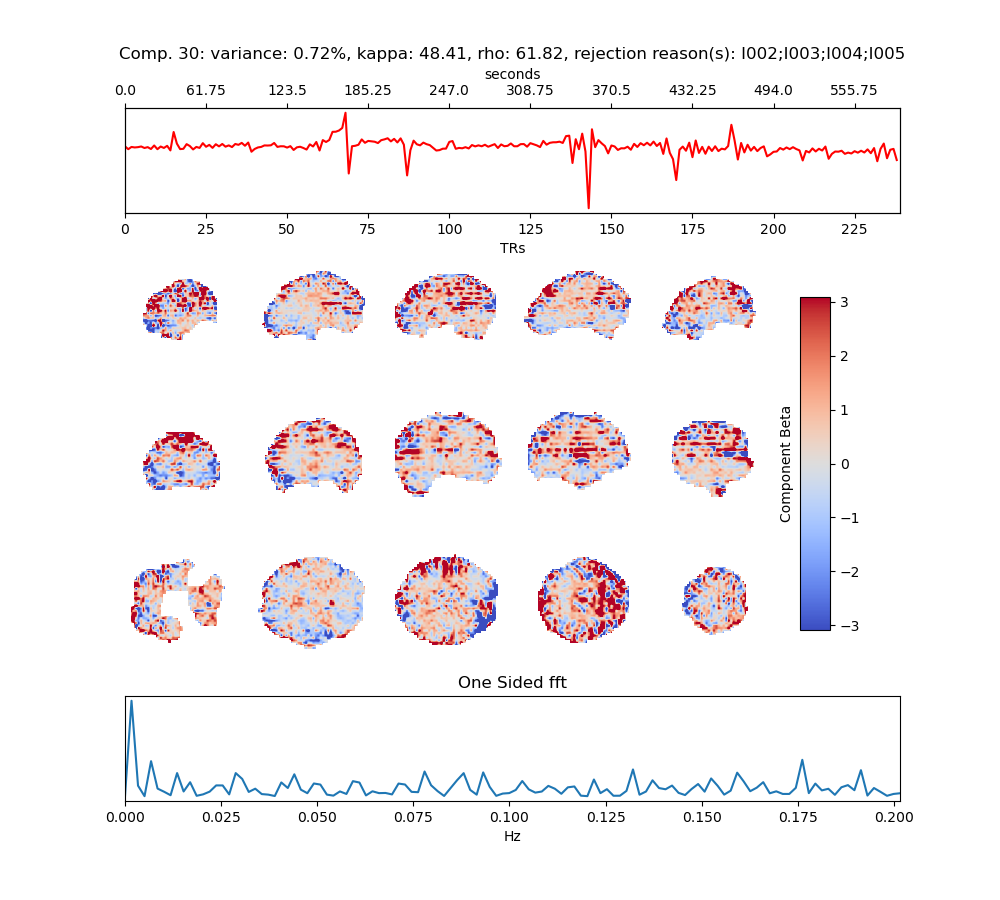 Comp. 30: variance: 0.72%, kappa: 48.41, rho: 61.82, rejection reason(s): I002;I003;I004;I005
seconds
0.0 61.75 123.5 185.25 247.0 308.75 370.5 432.25 494.0 555.75
0 25 50 75 100 125 150 175 200 225
TRs
3
2
1
0
−1
−2
−3
Component Beta
One Sided fft
0.000 0.025 0.050 0.075 0.100 0.125 0.150 0.175 0.200
Hz